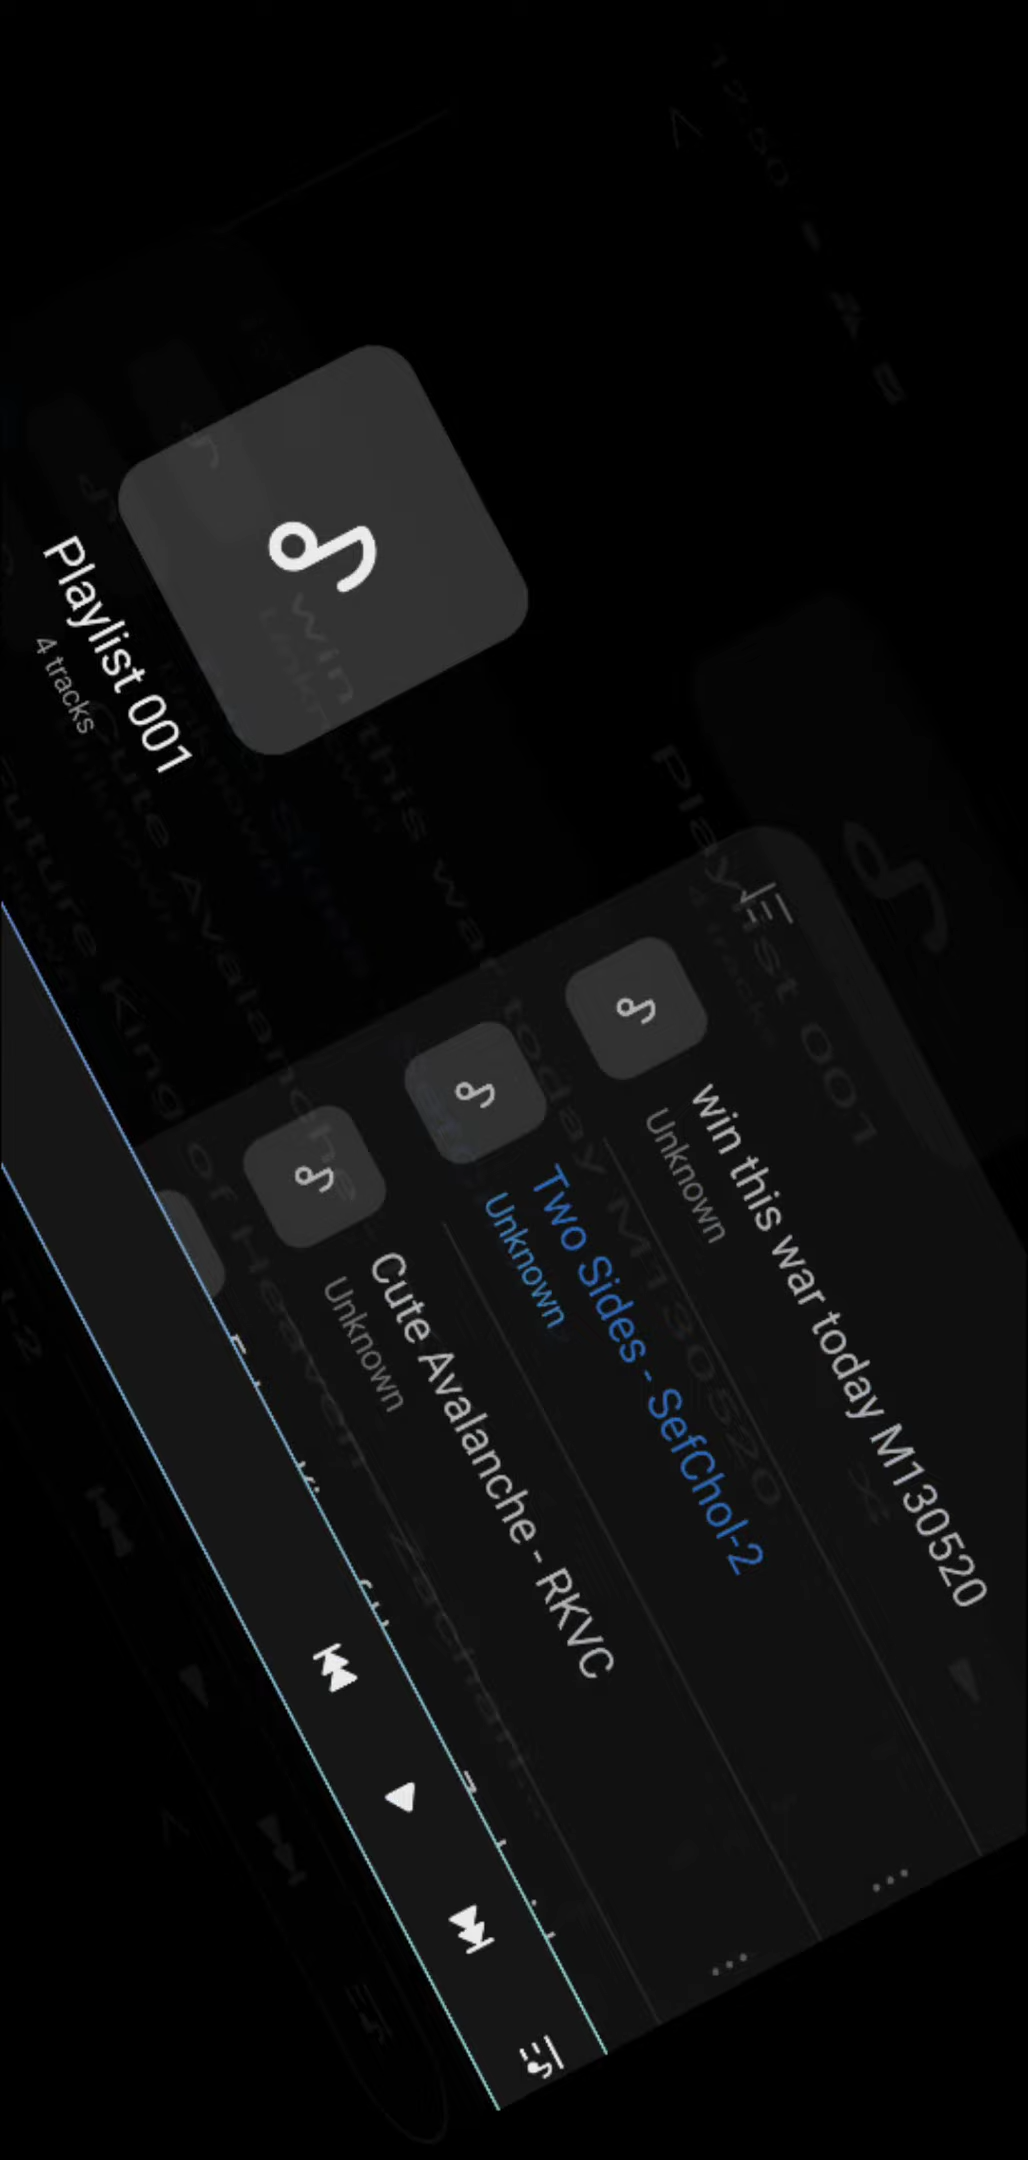 Playlist 001
4 tracks
win this war today M130520
Unknown
Two Sides - SefChol-2
Unknown
Cute Avalanche - RKVC
Unknown